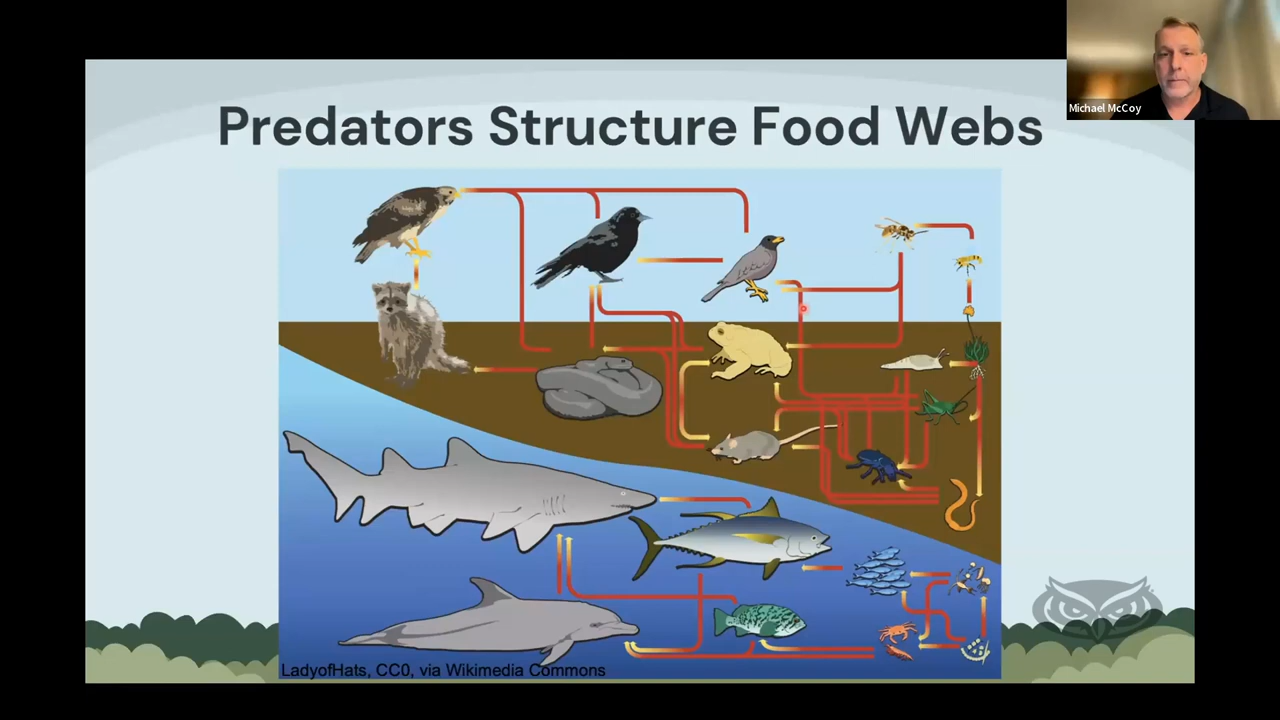 Michael McCoy
Predators Structure Food Webs
LadyofHats, CC0, via Wikimedia Commons